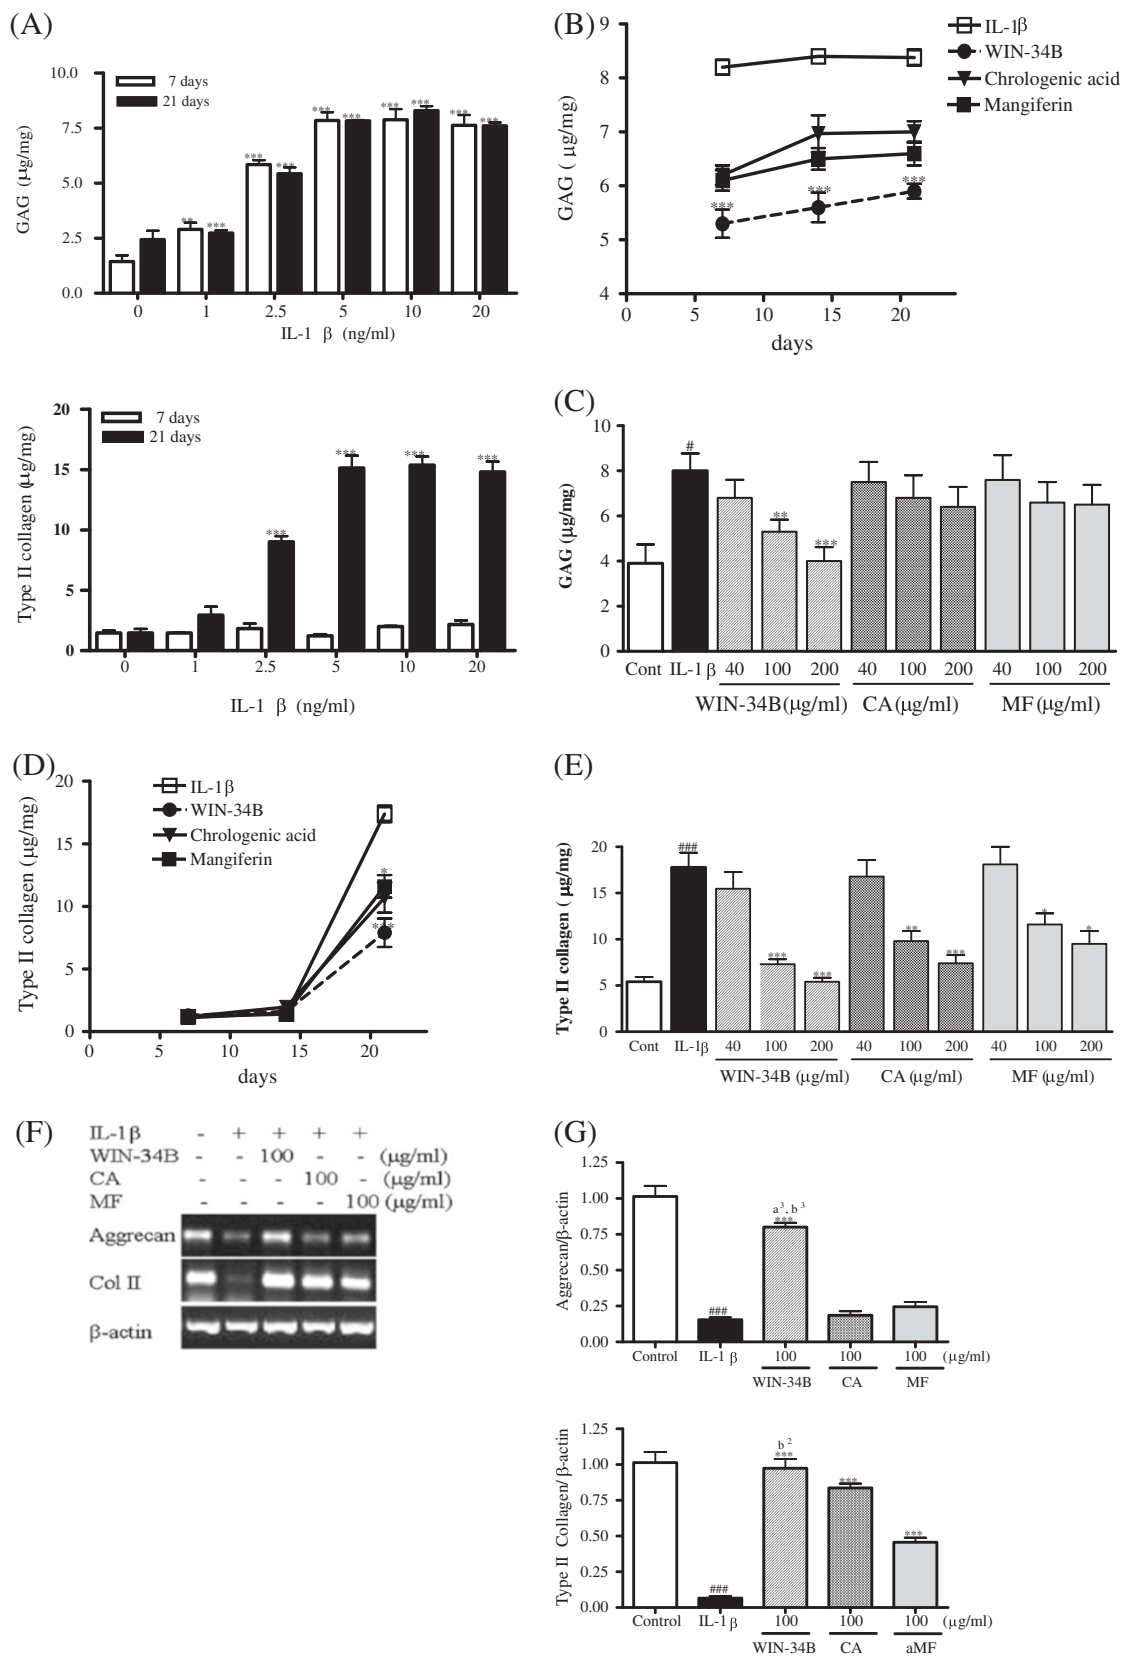 (A)
10.0
7.5
5.0
2.5
0.0
GAG (μg/mg)
7 days
21 days
** *** *** *** *** *** *** *** *** ***
0 1 2.5 5 10 20
IL-1 β (ng/ml)
20
15
10
5
0
Type II collagen (μg/mg)
7 days
21 days
*** *** *** ***
0 1 2.5 5 10 20
IL-1 β (ng/ml)
(B)
9
8
7
6
5
4
GAG ( μg/mg)
IL-1β
WIN-34B
Chrologenic acid
Mangiferin
*** *** ***
0 5 10 15 20
days
(C)
10
8
6
4
2
0
GAG (μg/mg)
# ** ***
Cont IL-1 β 40 100 200 40 100 200 40 100 200
WIN-34B(μg/ml) CA(μg/ml) MF(μg/ml)
(D)
20
15
10
5
0
Type II collagen (μg/mg)
IL-1β
WIN-34B
Chrologenic acid
Mangiferin
*
***
0 5 10 15 20
days
(E)
20
15
10
5
0
Type II collagen ( μg/mg)
### *** *** ** *** * *
Cont IL-1β 40 100 200 40 100 200 40 100 200
WIN-34B (μg/ml) CA(μg/ml) MF(μg/ml)
(F)
IL-1β - + + + +
WIN-34B - - 100 - - (μg/ml)
CA - - - 100 - (μg/ml)
MF - - - - 100 (μg/ml)
Aggrecan
Col II
β-actin
(G)
1.25
1.00
0.75
0.50
0.25
0.00
Aggrecan/β-actin
a³, b³
***
###
Control IL-1 β 100 100 100 (μg/ml)
WIN-34B CA MF
1.25
1.00
0.75
0.50
0.25
0.00
Type II Collagen/ β-actin
b²
***
***
***
###
Control IL-1 β 100 100 100 (μg/ml)
WIN-34B CA aMF